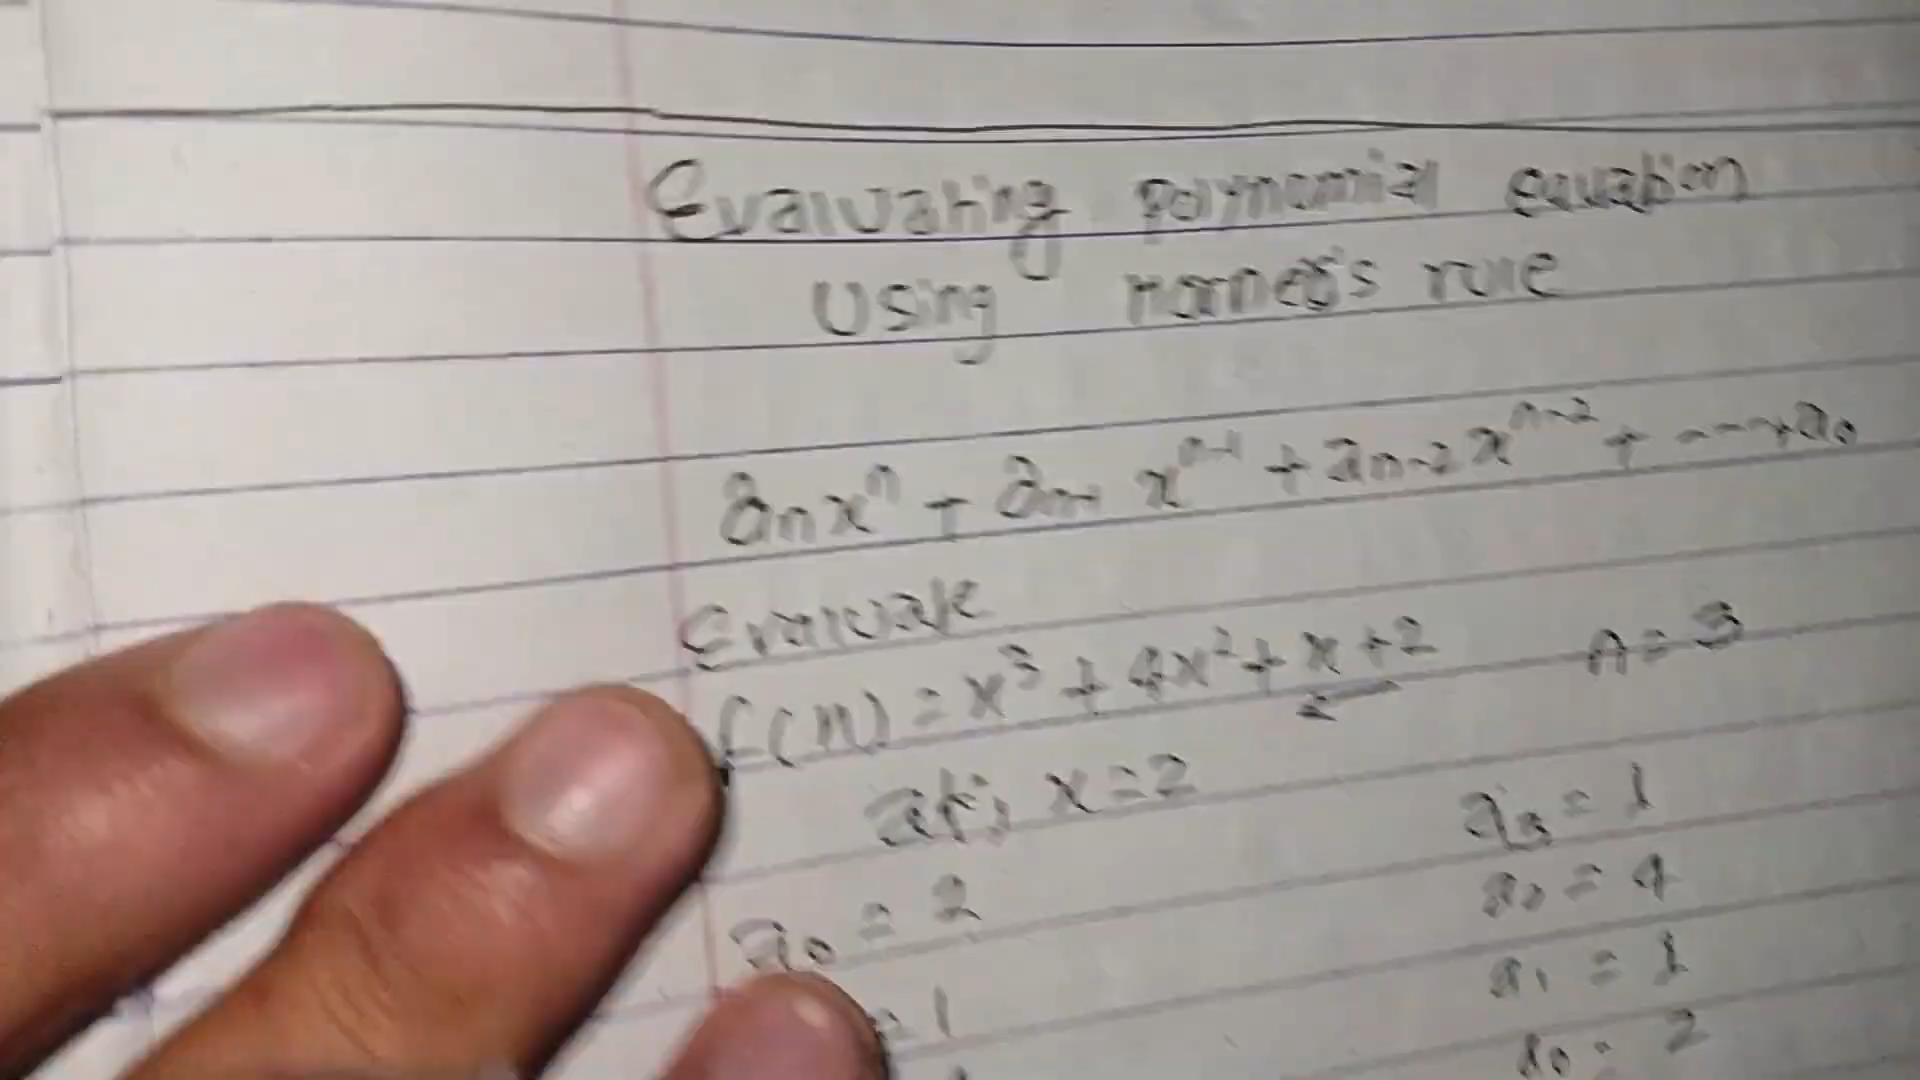 Evaluating polynomial equation
using horner's rule
aₙxⁿ + aₙ₋₁ xⁿ⁻¹ + aₙ₋₂ xⁿ⁻² + ---- + a₀
Evaluate
f(n) = x³ + 4x² + x + 2 n = 3
at, x = 2
a₃ = 1
a₀ = 2
a₂ = 4
= 1
a₁ = 1
a₀ = 2